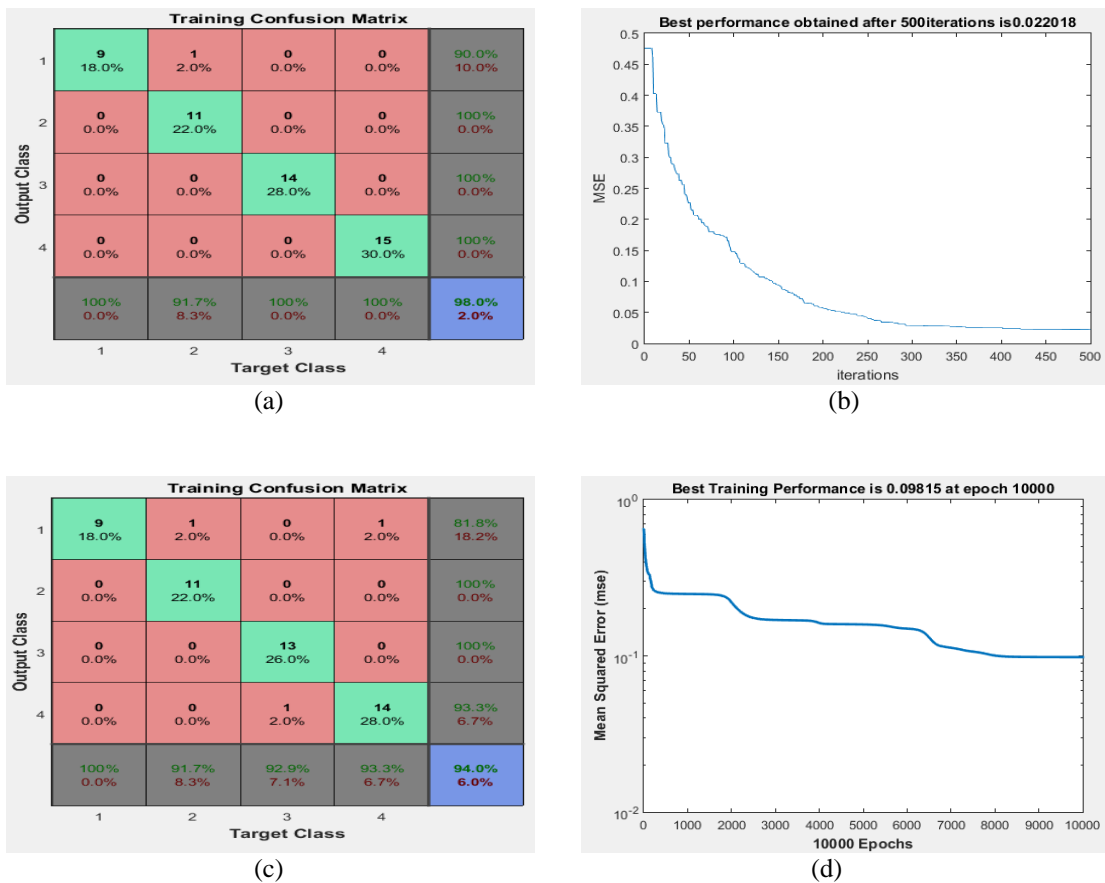 Training Confusion Matrix
Output Class
1
9 1 0 0 90.0%
18.0% 2.0% 0.0% 0.0% 10.0%
2
0 11 0 0 100%
0.0% 22.0% 0.0% 0.0% 0.0%
3
0 0 14 0 100%
0.0% 0.0% 28.0% 0.0% 0.0%
4
0 0 0 15 100%
0.0% 0.0% 0.0% 30.0% 0.0%
100% 91.7% 100% 100% 98.0%
0.0% 8.3% 0.0% 0.0% 2.0%
1 2 3 4
Target Class
(a)
Best performance obtained after 500iterations is0.022018
MSE
0.5
0.45
0.4
0.35
0.3
0.25
0.2
0.15
0.1
0.05
0
0 50 100 150 200 250 300 350 400 450 500
iterations
(b)
Training Confusion Matrix
Output Class
1
9 1 0 1 81.8%
18.0% 2.0% 0.0% 2.0% 18.2%
2
0 11 0 0 100%
0.0% 22.0% 0.0% 0.0% 0.0%
3
0 0 13 0 100%
0.0% 0.0% 26.0% 0.0% 0.0%
4
0 0 1 14 93.3%
0.0% 0.0% 2.0% 28.0% 6.7%
100% 91.7% 92.9% 93.3% 94.0%
0.0% 8.3% 7.1% 6.7% 6.0%
1 2 3 4
Target Class
(c)
Best Training Performance is 0.09815 at epoch 10000
Mean Squared Error (mse)
10^0
10^-1
10^-2
0 1000 2000 3000 4000 5000 6000 7000 8000 9000 10000
10000 Epochs
(d)